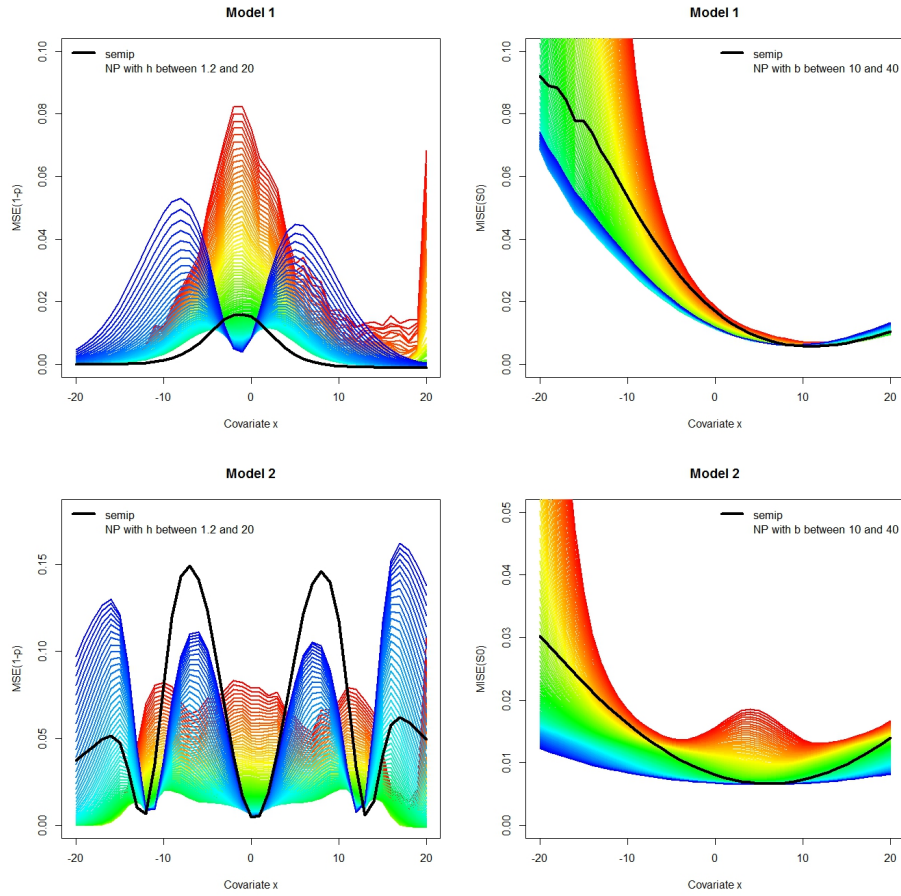 Model 1
semip
NP with h between 1.2 and 20
MSE(1-p)
0.10
0.08
0.06
0.04
0.02
0.00
-20
-10
0
10
20
Covariate x
Model 1
semip
NP with b between 10 and 40
MISE(S0)
0.10
0.08
0.06
0.04
0.02
0.00
-20
-10
0
10
20
Covariate x
Model 2
semip
NP with h between 1.2 and 20
MSE(1-p)
0.15
0.10
0.05
0.00
-20
-10
0
10
20
Covariate x
Model 2
semip
NP with b between 10 and 40
MISE(S0)
0.05
0.04
0.03
0.02
0.01
0.00
-20
-10
0
10
20
Covariate x